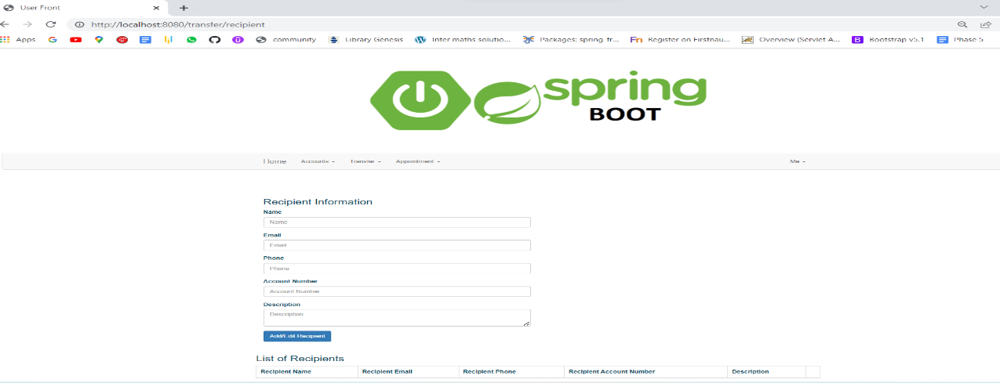 User Front
http://localhost:8080/transfer/recipient
Apps community Library Genesis Inter maths solutio... Packages: spring-fr... Fn Register on Firstnau... Overview (Servlet A... B Bootstrap v5.1 Phase 5
spring
BOOT
Home Accounts Transfer Appointment Me
Recipient Information
Name
Name
Email
Email
Phone
Phone
Account Number
Account Number
Description
Description
Add/Edit Recipient
List of Recipients
Recipient Name Recipient Email Recipient Phone Recipient Account Number Description